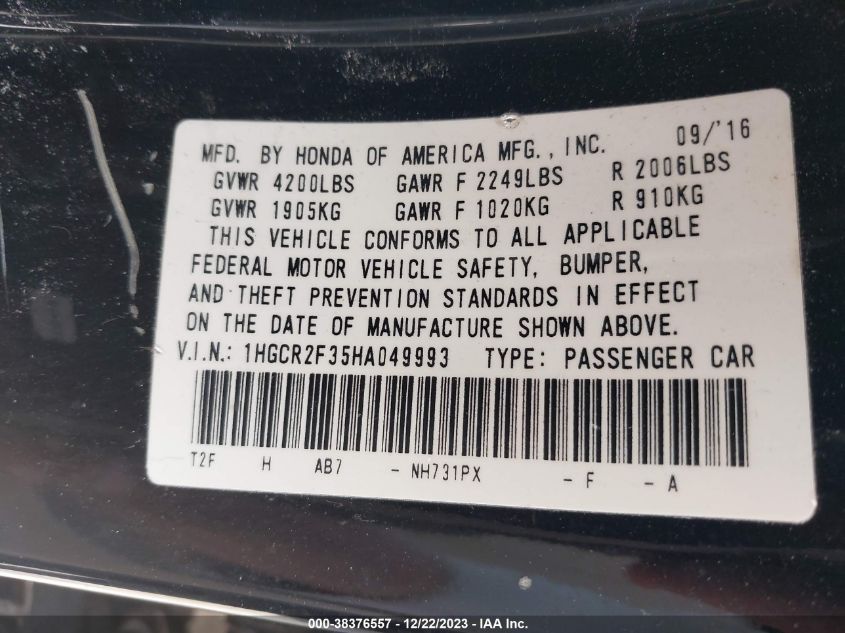 MFD. BY HONDA OF AMERICA MFG., INC. 09/'16
GVWR 4200LBS GAWR F 2249LBS R 2006LBS
GVWR 1905KG GAWR F 1020KG R 910KG
THIS VEHICLE CONFORMS TO ALL APPLICABLE
FEDERAL MOTOR VEHICLE SAFETY, BUMPER,
AND THEFT PREVENTION STANDARDS IN EFFECT
ON THE DATE OF MANUFACTURE SHOWN ABOVE.
V.I.N.: 1HGCR2F35HA049993 TYPE: PASSENGER CAR
T2F H AB7 - NH731PX - F - A
000-38376557 - 12/22/2023 - IAA Inc.